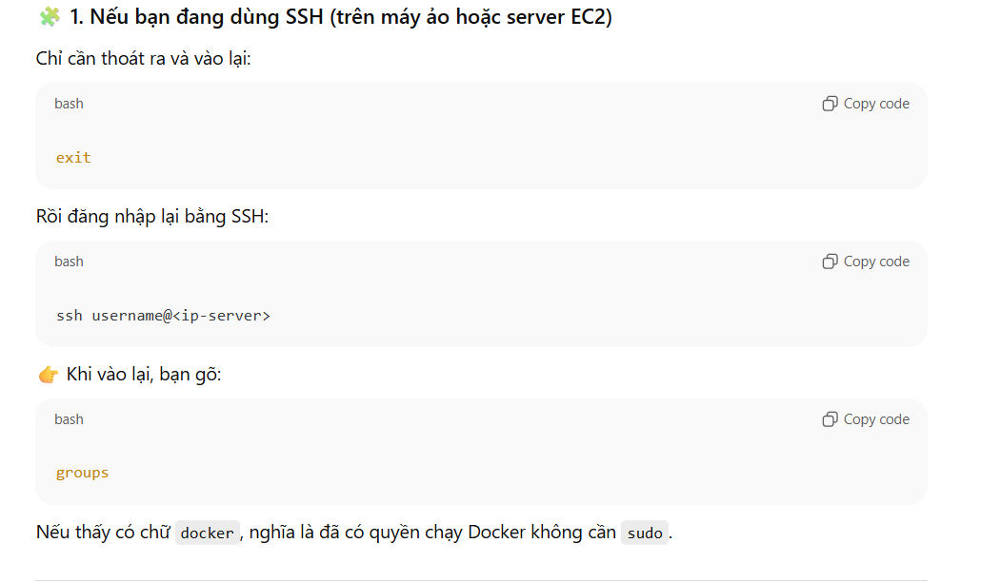 🧩 1. Nếu bạn đang dùng SSH (trên máy ảo hoặc server EC2)
Chỉ cần thoát ra và vào lại:
bash
Copy code
exit
Rồi đăng nhập lại bằng SSH:
bash
Copy code
ssh username@<ip-server>
👉 Khi vào lại, bạn gõ:
bash
Copy code
groups
Nếu thấy có chữ docker, nghĩa là đã có quyền chạy Docker không cần sudo.